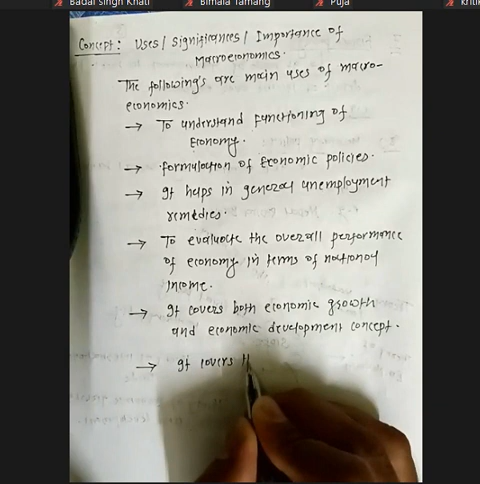 Badal Singh Khati
Bimala Tamang
Puja
Concept: Uses/ Significances/ Importance of
Macroeconomics.
The following's are main uses of macro-
economics.
→ To understand functioning of
Economy.
→ formulation of Economic policies.
→ It helps in general unemployment
remedies.
→ To evaluate the overall performance
of economy in terms of national
income.
→ It covers both economic growth
and economic development concept.
→ It covers